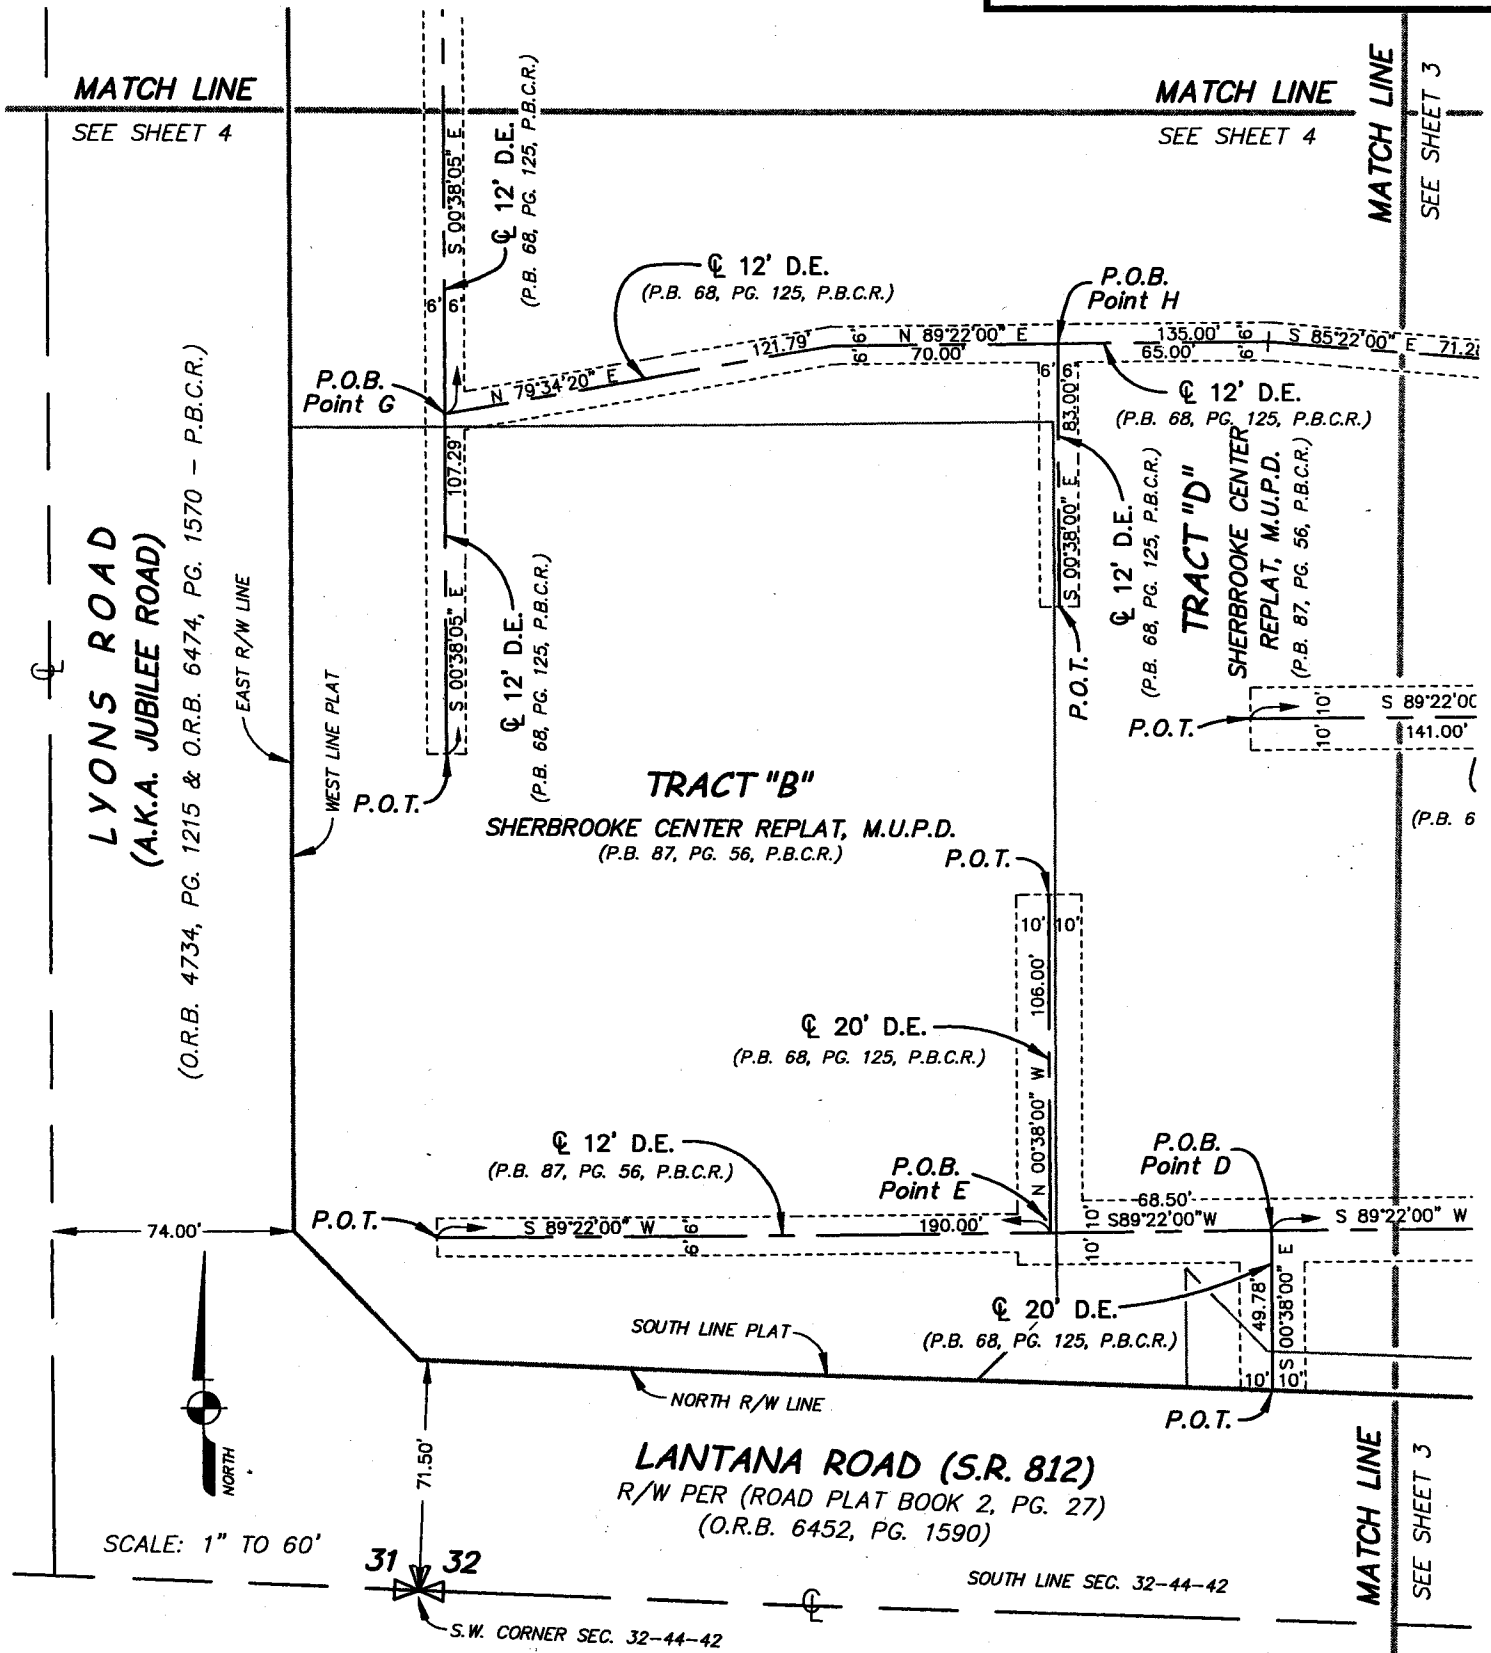 MATCH LINE
SEE SHEET 4
MATCH LINE
SEE SHEET 4
MATCH LINE
SEE SHEET 3
S 00°38'05" E
℄ 12' D.E.
(P.B. 68, PG. 125, P.B.C.R.)
6' 6'
℄ 12' D.E.
(P.B. 68, PG. 125, P.B.C.R.)
P.O.B.
Point H
121.79'
N 79°34'20" E
6' 6'
N 89°22'00" E
70.00'
135.00'
65.00'
6' 6'
S 85°22'00" E
P.O.B.
Point G
6' 6'
83.00'
S 00°38'00" E
℄ 12' D.E.
(P.B. 68, PG. 125, P.B.C.R.)
℄ 12' D.E.
(P.B. 68, PG. 125, P.B.C.R.)
TRACT "D"
SHERBROOKE CENTER
REPLAT, M.U.P.D.
(P.B. 87, PG. 56, P.B.C.R.)
P.O.T.
107.29'
S 00°38'05" E
℄ 12' D.E.
(P.B. 68, PG. 125, P.B.C.R.)
P.O.T.
LYONS ROAD
(A.K.A. JUBILEE ROAD)
(O.R.B. 4734, PG. 1215 & O.R.B. 6474, PG. 1570 - P.B.C.R.)
℄
EAST R/W LINE
WEST LINE PLAT
P.O.T.
10' 10'
S 89°22'00
141.00'
(P.B. 6
TRACT "B"
SHERBROOKE CENTER REPLAT, M.U.P.D.
(P.B. 87, PG. 56, P.B.C.R.)
P.O.T.
10' 10'
106.00'
N 00°38'00" W
℄ 20' D.E.
(P.B. 68, PG. 125, P.B.C.R.)
℄ 12' D.E.
(P.B. 87, PG. 56, P.B.C.R.)
P.O.B.
Point E
P.O.B.
Point D
74.00'
P.O.T.
S 89°22'00" W
6' 6'
190.00'
10' 10'
68.50'
S89°22'00"W
S 89°22'00" W
℄ 20' D.E.
(P.B. 68, PG. 125, P.B.C.R.)
49.78'
S 00°38'00" E
10' 10'
P.O.T.
SOUTH LINE PLAT
NORTH R/W LINE
NORTH
SCALE: 1" TO 60'
71.50'
LANTANA ROAD (S.R. 812)
R/W PER (ROAD PLAT BOOK 2, PG. 27)
(O.R.B. 6452, PG. 1590)
31 32
SOUTH LINE SEC. 32-44-42
℄
S.W. CORNER SEC. 32-44-42
MATCH LINE
SEE SHEET 3